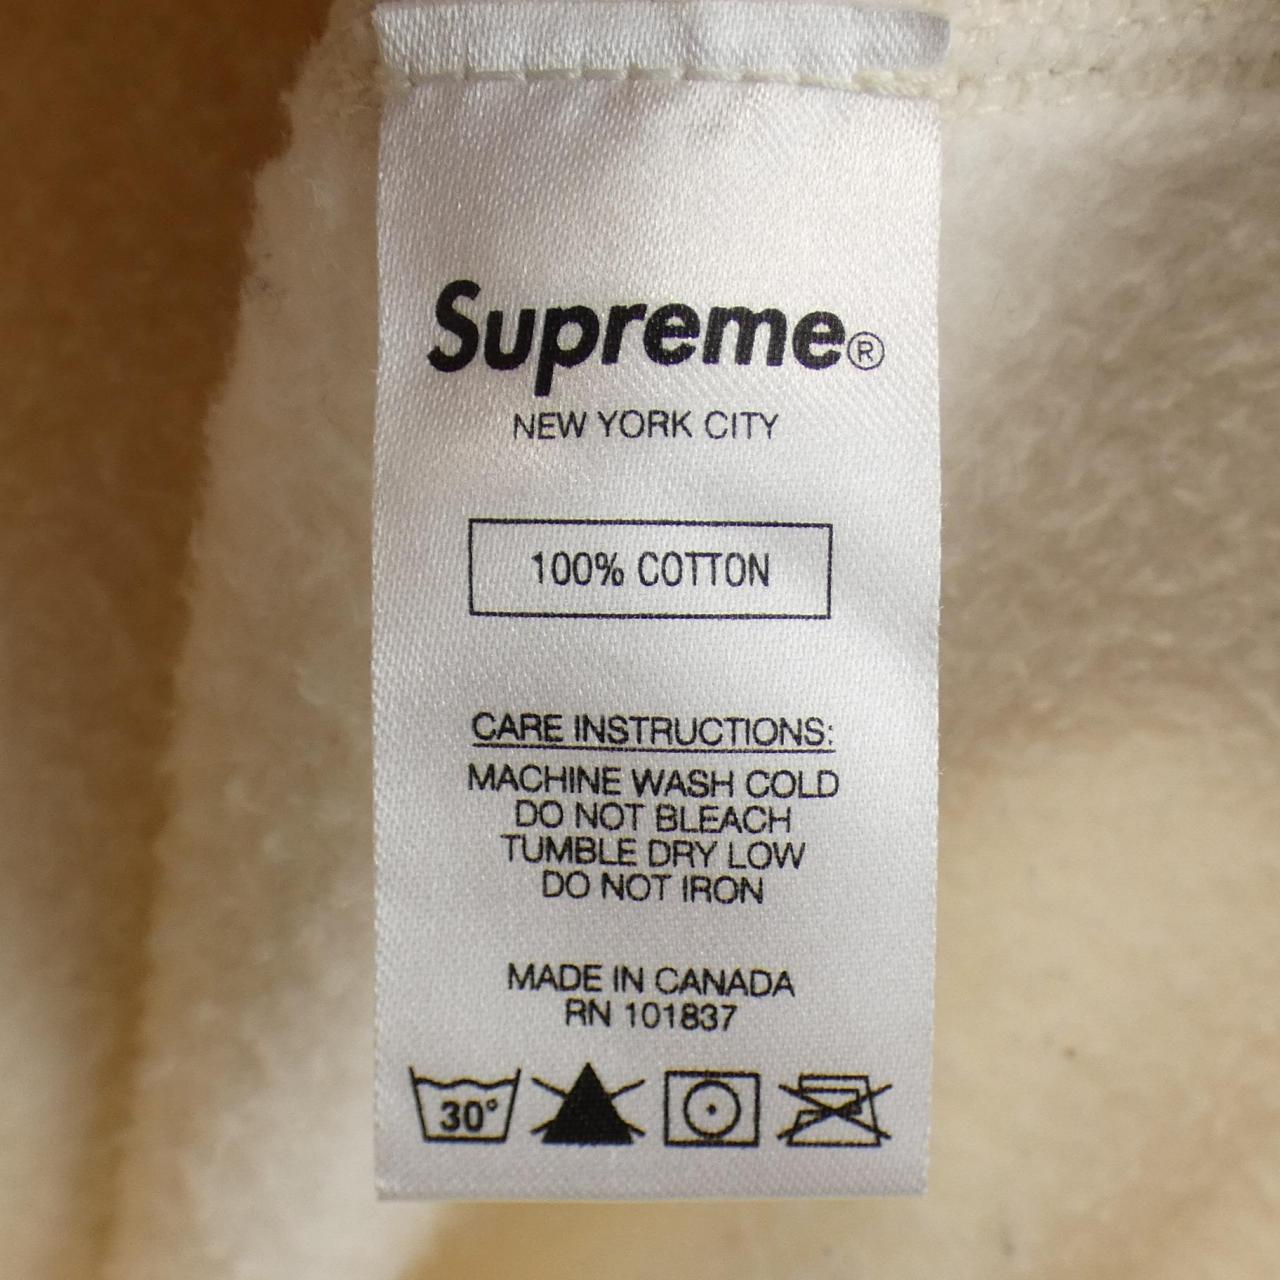 Supreme®
NEW YORK CITY
100% COTTON
CARE INSTRUCTIONS:
MACHINE WASH COLD
DO NOT BLEACH
TUMBLE DRY LOW
DO NOT IRON
MADE IN CANADA
RN 101837
30°